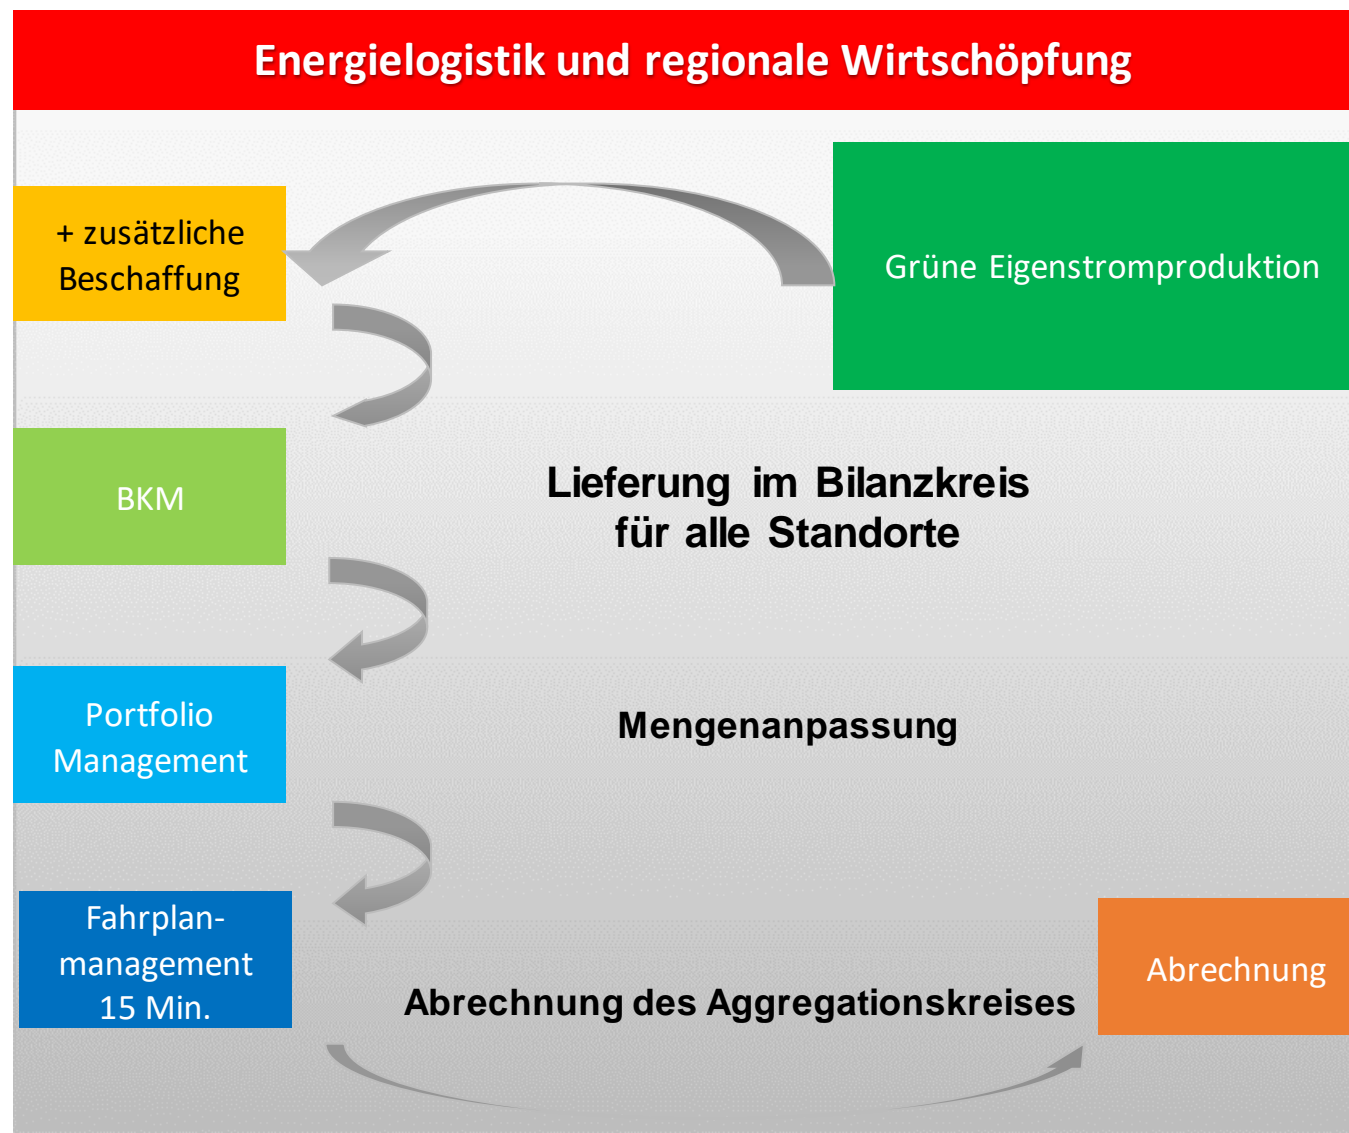 Energielogistik und regionale Wirtschöpfung
+ zusätzliche
Beschaffung
Grüne Eigenstromproduktion
BKM
Lieferung im Bilanzkreis
für alle Standorte
Portfolio
Management
Mengenanpassung
Fahrplan-
management
15 Min.
Abrechnung des Aggregationskreises
Abrechnung